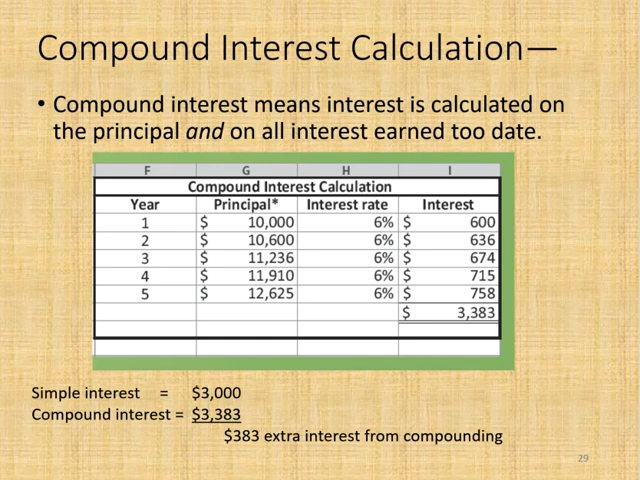 Compound Interest Calculation—
• Compound interest means interest is calculated on
the principal and on all interest earned too date.
F G H I
Compound Interest Calculation
Year Principal* Interest rate Interest
1 $ 10,000 6% $ 600
2 $ 10,600 6% $ 636
3 $ 11,236 6% $ 674
4 $ 11,910 6% $ 715
5 $ 12,625 6% $ 758
$ 3,383
Simple interest = $3,000
Compound interest = $3,383
$383 extra interest from compounding
29